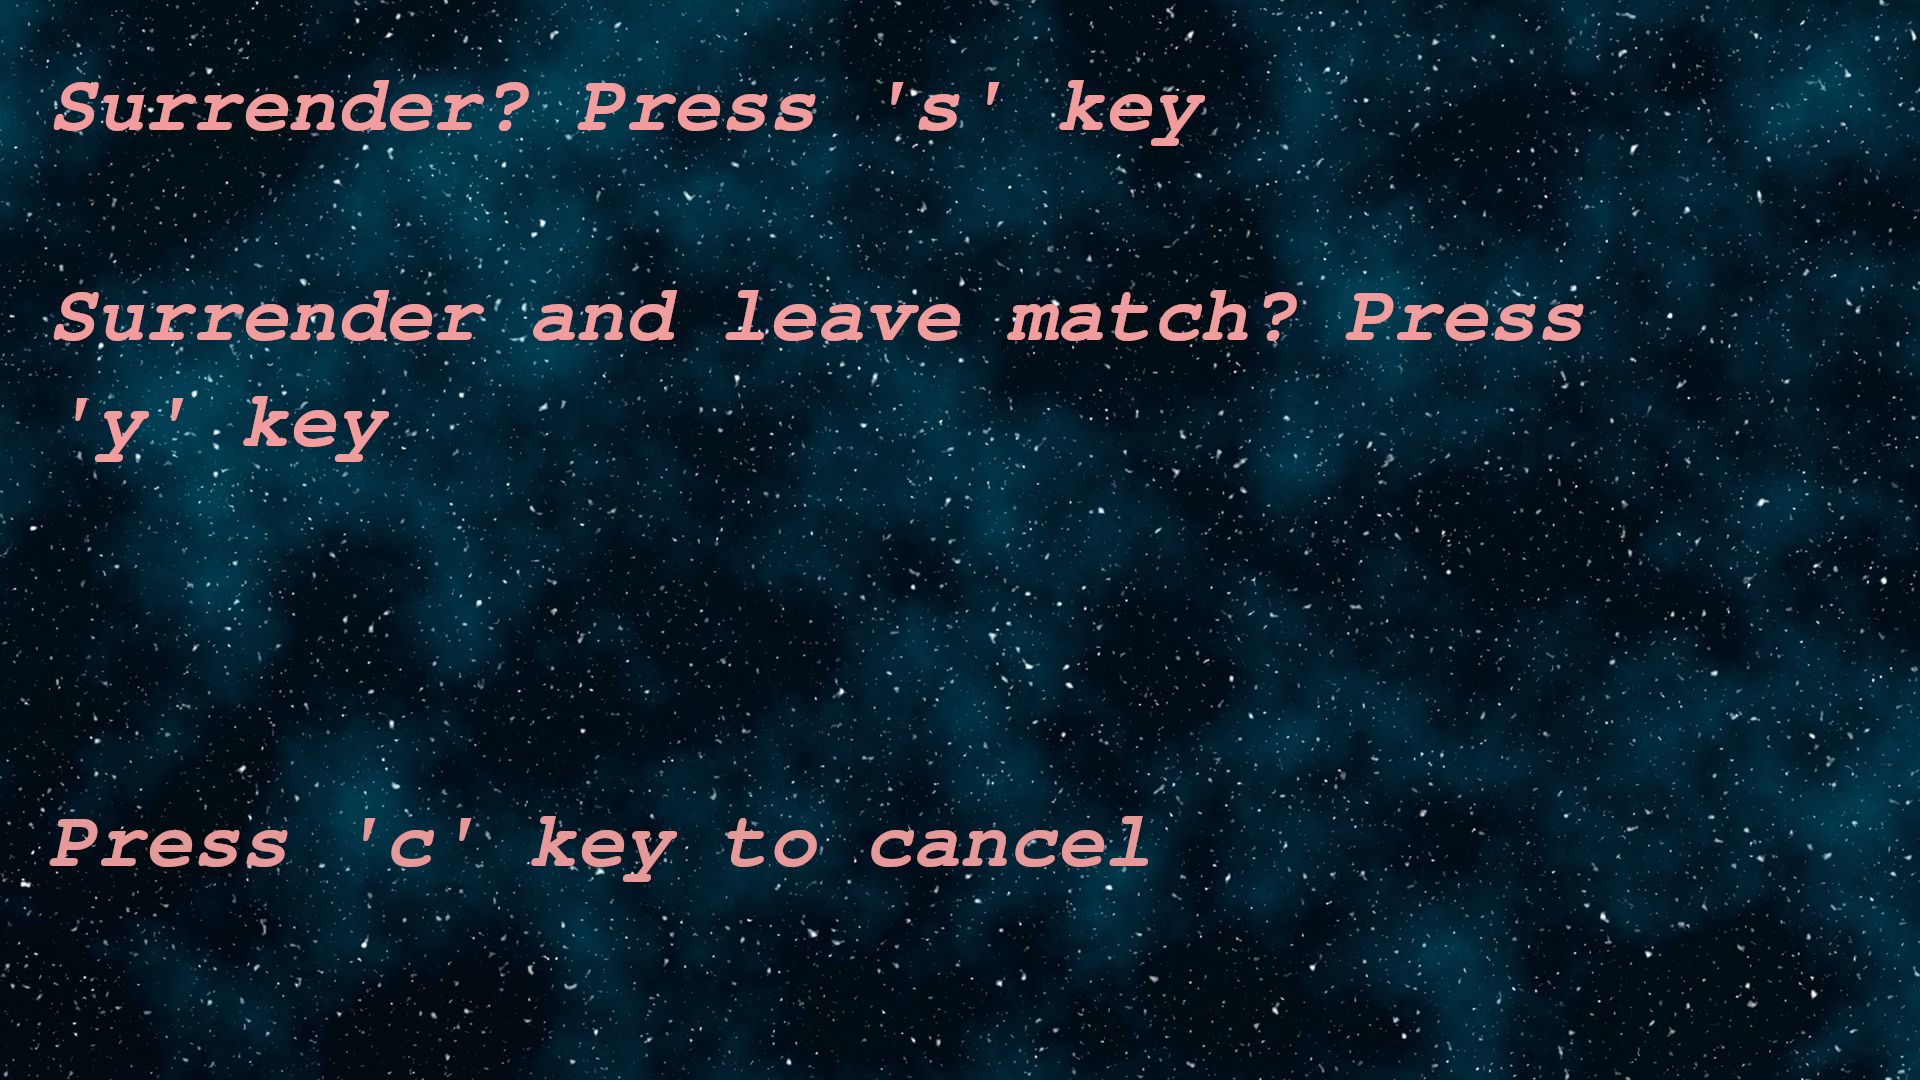 Surrender? Press 's' key
Surrender and leave match? Press
'y' key
Press 'c' key to cancel